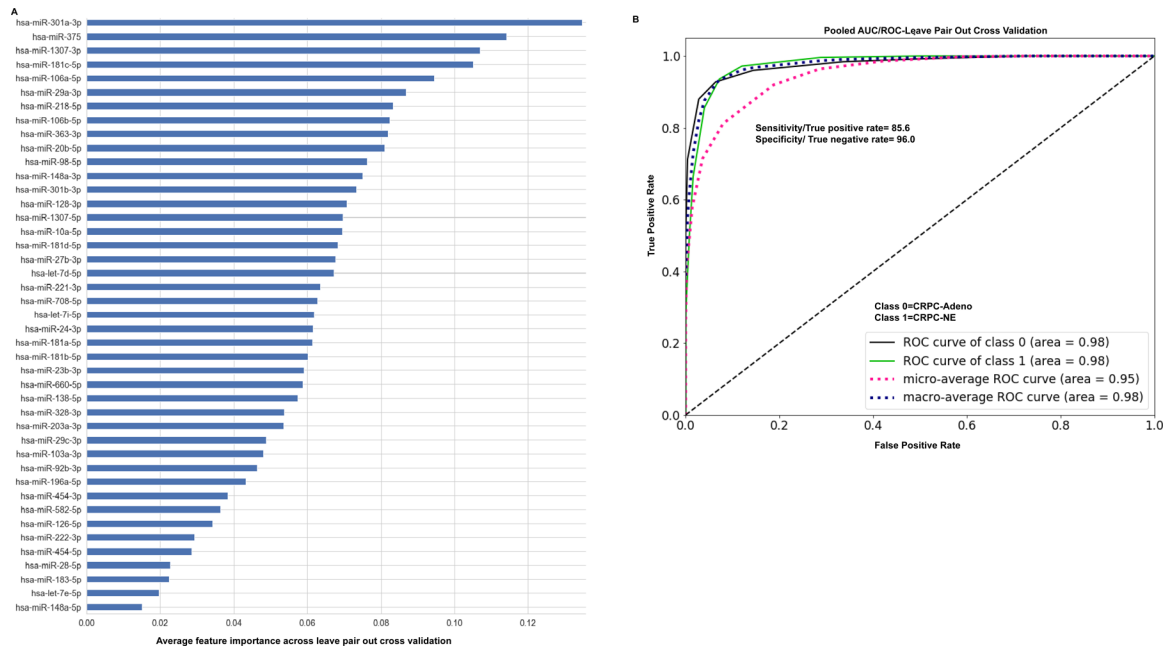 A
hsa-miR-301a-3p
hsa-miR-375
hsa-miR-1307-3p
hsa-miR-181c-5p
hsa-miR-106a-5p
hsa-miR-29a-3p
hsa-miR-218-5p
hsa-miR-106b-5p
hsa-miR-363-3p
hsa-miR-20b-5p
hsa-miR-98-5p
hsa-miR-148a-3p
hsa-miR-301b-3p
hsa-miR-128-3p
hsa-miR-1307-5p
hsa-miR-10a-5p
hsa-miR-181d-5p
hsa-miR-27b-3p
hsa-let-7d-5p
hsa-miR-221-3p
hsa-miR-708-5p
hsa-let-7i-5p
hsa-miR-24-3p
hsa-miR-181a-5p
hsa-miR-181b-5p
hsa-miR-23b-3p
hsa-miR-660-5p
hsa-miR-138-5p
hsa-miR-328-3p
hsa-miR-203a-3p
hsa-miR-29c-3p
hsa-miR-103a-3p
hsa-miR-92b-3p
hsa-miR-196a-5p
hsa-miR-454-3p
hsa-miR-582-5p
hsa-miR-126-5p
hsa-miR-222-3p
hsa-miR-454-5p
hsa-miR-28-5p
hsa-miR-183-5p
hsa-let-7e-5p
hsa-miR-148a-5p
0.00 0.02 0.04 0.06 0.08 0.10 0.12
Average feature importance across leave pair out cross validation
B
Pooled AUC/ROC-Leave Pair Out Cross Validation
1.0
0.8
0.6
0.4
0.2
0.0
True Positive Rate
Sensitivity/True positive rate= 85.6
Specificity/ True negative rate= 96.0
Class 0=CRPC-Adeno
Class 1=CRPC-NE
ROC curve of class 0 (area = 0.98)
ROC curve of class 1 (area = 0.98)
micro-average ROC curve (area = 0.95)
macro-average ROC curve (area = 0.98)
0.0 0.2 0.4 0.6 0.8 1.0
False Positive Rate